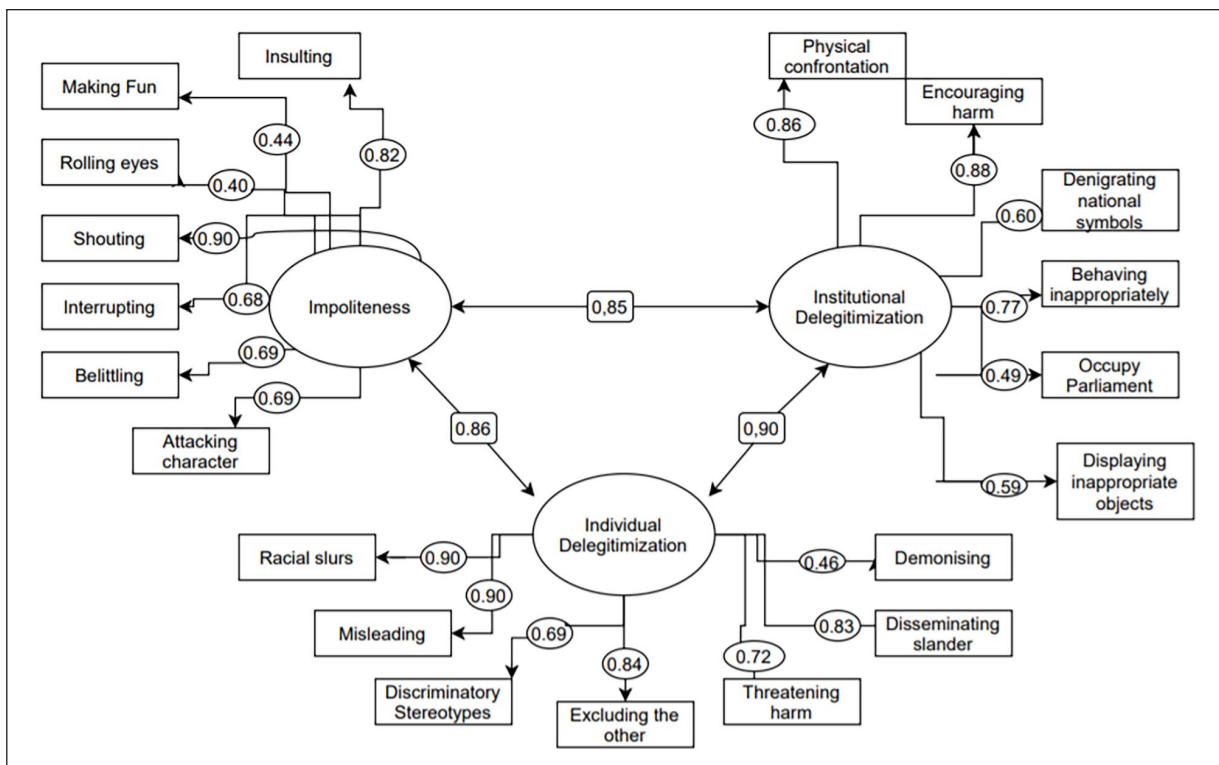 Insulting
Making Fun
0.44
0.82
Rolling eyes
0.40
Shouting
0.90
Interrupting
0.68
Impoliteness
Belittling
0.69
0.69
Attacking
character
Physical
confrontation
Encouraging
harm
0.86
0.88
Denigrating
national
symbols
0.60
Behaving
inappropriately
0.77
Institutional
Delegitimization
Occupy
Parliament
0.49
Displaying
inappropriate
objects
0.59
0,85
0.86
0,90
Individual
Delegitimization
Racial slurs
0.90
Misleading
0.90
0.69
Discriminatory
Stereotypes
0.84
Excluding the
other
0.72
Threatening
harm
0.46
Demonising
0.83
Disseminating
slander